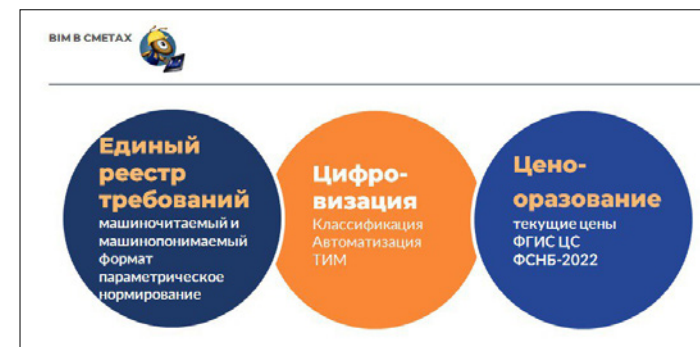 BIM В СМЕТАХ
Единый
реестр
требований
машиночитаемый и
машинопонимаемый
формат
параметрическое
нормирование
Цифро-
визация
Классификация
Автоматизация
ТИМ
Цено-
оразование
текущие цены
ФГИС ЦС
ФСНБ-2022